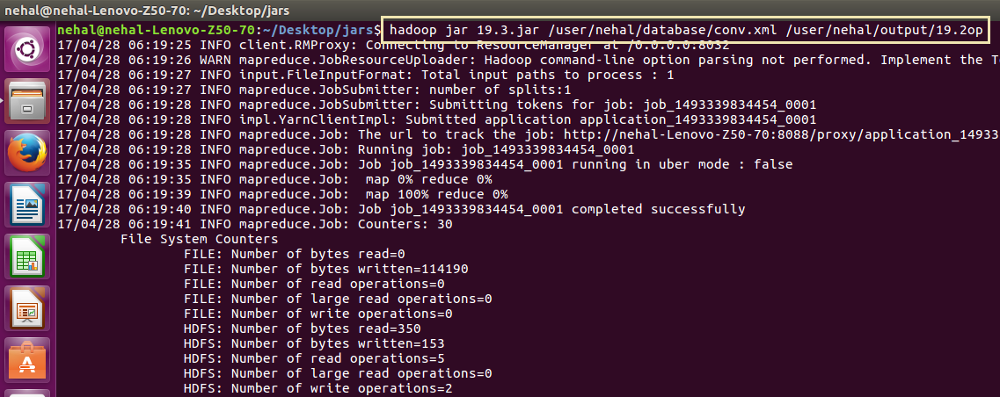 nehal@nehal-Lenovo-Z50-70: ~/Desktop/jars
nehal@nehal-Lenovo-Z50-70:~/Desktop/jars$ hadoop jar 19.3.jar /user/nehal/database/conv.xml /user/nehal/output/19.2op
17/04/28 06:19:25 INFO client.RMProxy: Connecting to ResourceManager at /0.0.0.0:8032
17/04/28 06:19:26 WARN mapreduce.JobResourceUploader: Hadoop command-line option parsing not performed. Implement the To
17/04/28 06:19:27 INFO input.FileInputFormat: Total input paths to process : 1
17/04/28 06:19:27 INFO mapreduce.JobSubmitter: number of splits:1
17/04/28 06:19:28 INFO mapreduce.JobSubmitter: Submitting tokens for job: job_1493339834454_0001
17/04/28 06:19:28 INFO impl.YarnClientImpl: Submitted application application_1493339834454_0001
17/04/28 06:19:28 INFO mapreduce.Job: The url to track the job: http://nehal-Lenovo-Z50-70:8088/proxy/application_14933
17/04/28 06:19:28 INFO mapreduce.Job: Running job: job_1493339834454_0001
17/04/28 06:19:35 INFO mapreduce.Job: Job job_1493339834454_0001 running in uber mode : false
17/04/28 06:19:35 INFO mapreduce.Job:  map 0% reduce 0%
17/04/28 06:19:39 INFO mapreduce.Job:  map 100% reduce 0%
17/04/28 06:19:40 INFO mapreduce.Job: Job job_1493339834454_0001 completed successfully
17/04/28 06:19:41 INFO mapreduce.Job: Counters: 30
File System Counters
FILE: Number of bytes read=0
FILE: Number of bytes written=114190
FILE: Number of read operations=0
FILE: Number of large read operations=0
FILE: Number of write operations=0
HDFS: Number of bytes read=350
HDFS: Number of bytes written=153
HDFS: Number of read operations=5
HDFS: Number of large read operations=0
HDFS: Number of write operations=2